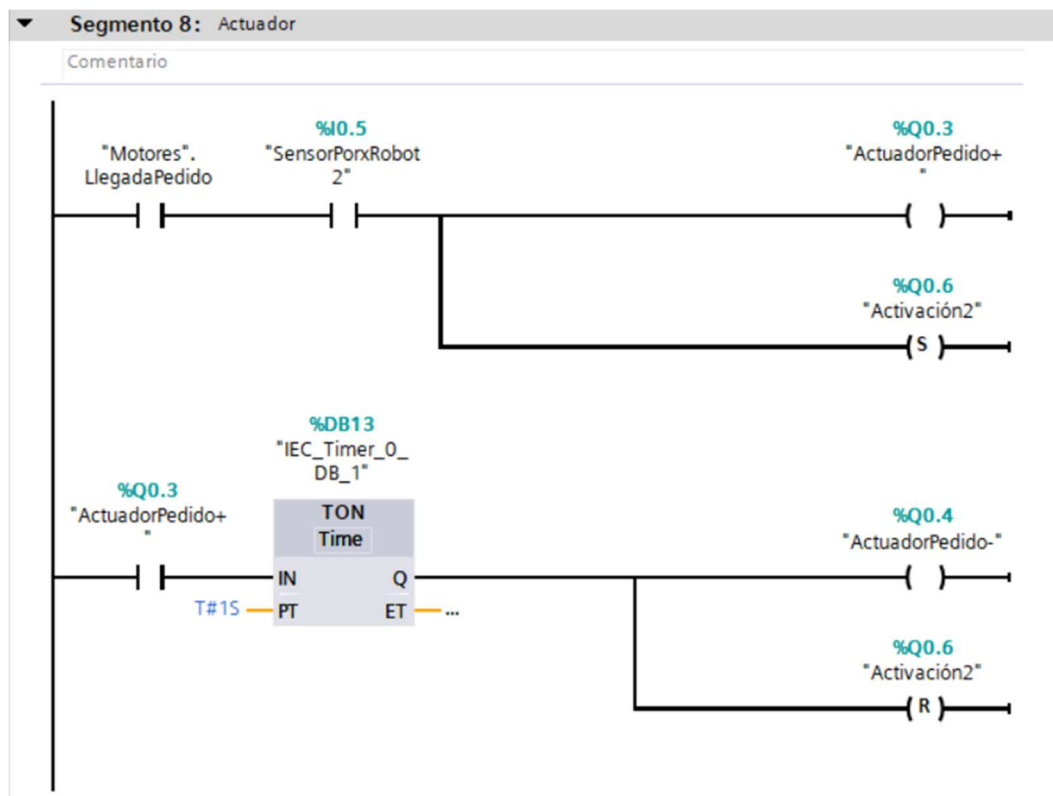 Segmento 8: Actuador
Comentario
%I0.5
%Q0.3
"Motores".
"SensorPorxRobot
"ActuadorPedido+
LlegadaPedido
2"
"
%Q0.6
"Activación2"
S
%DB13
"IEC_Timer_0_
DB_1"
%Q0.3
"ActuadorPedido+
"
TON
Time
%Q0.4
"ActuadorPedido-"
IN
Q
T#1S
PT
ET
...
%Q0.6
"Activación2"
R